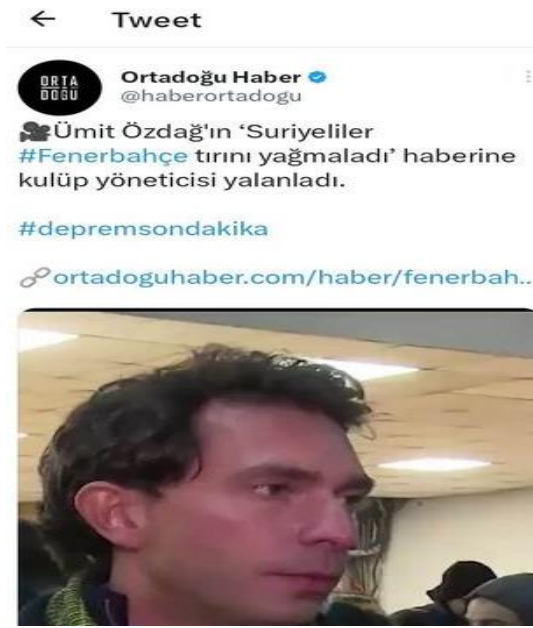 Tweet
ORTA
DOĞU
Ortadoğu Haber
@haberortadogu
Ümit Özdağ'ın ‘Suriyeliler
#Fenerbahçe tırını yağmaladı’ haberine
kulüp yöneticisi yalanladı.
#depremsondakika
ortadoguhaber.com/haber/fenerbah..